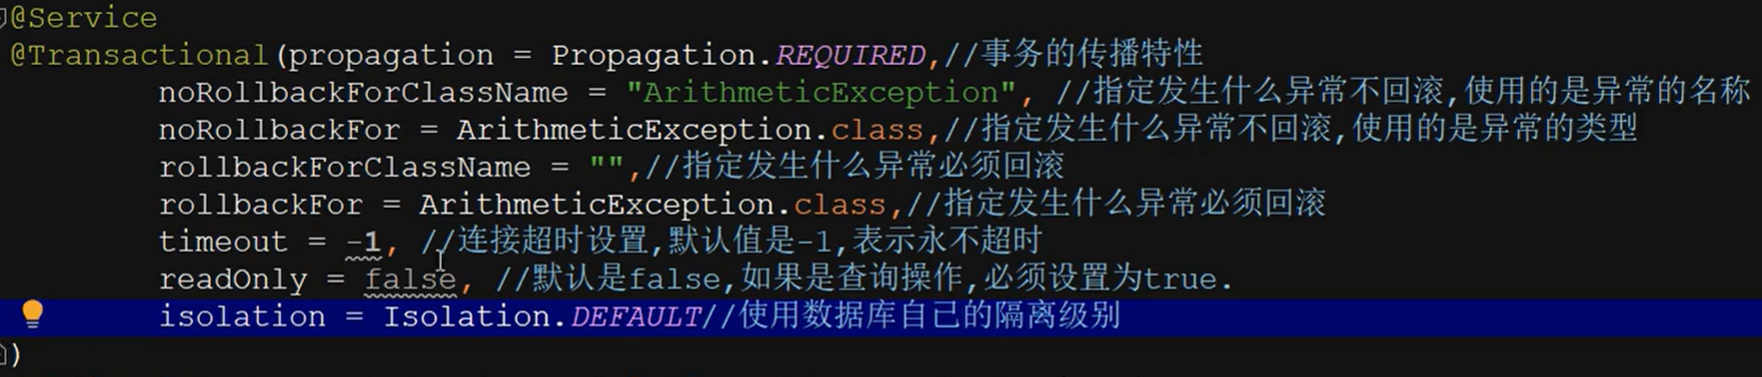 @Service
@Transactional(propagation = Propagation.REQUIRED,//事务的传播特性
noRollbackForClassName = "ArithmeticException", //指定发生什么异常不回滚,使用的是异常的名称
noRollbackFor = ArithmeticException.class,//指定发生什么异常不回滚,使用的是异常的类型
rollbackForClassName = "",//指定发生什么异常必须回滚
rollbackFor = ArithmeticException.class,//指定发生什么异常必须回滚
timeout = -1, //连接超时设置,默认值是-1,表示永不超时
readOnly = false, //默认是false,如果是查询操作,必须设置为true.
isolation = Isolation.DEFAULT//使用数据库自己的隔离级别
)